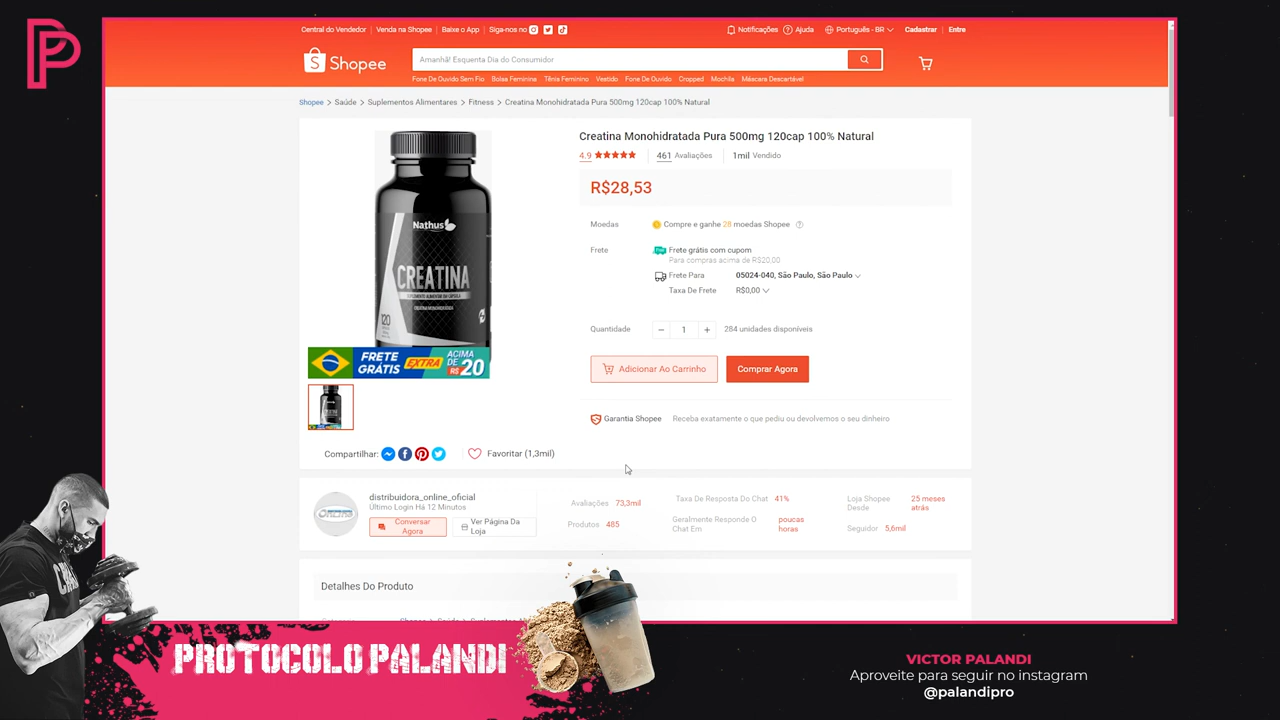 Central do Vendedor | Venda na Shopee | Baixe o App | Siga-nos no
Notificações Ajuda Português - BR Cadastrar | Entre
Shopee
Amanhã! Esquenta Dia do Consumidor
Fone De Ouvido Sem Fio Bolsa Feminina Tênis Feminino Vestido Fone De Ouvido Cropped Mochila Máscara Descartável
Shopee > Saúde > Suplementos Alimentares > Fitness > Creatina Monohidratada Pura 500mg 120cap 100% Natural
Creatina Monohidratada Pura 500mg 120cap 100% Natural
4.9 461 Avaliações 1mil Vendido
R$28,53
Moedas Compre e ganhe 28 moedas Shopee
Frete Frete grátis com cupom
Para compras acima de R$20,00
Frete Para 05024-040, São Paulo, São Paulo
Taxa De Frete R$0,00
Quantidade − 1 + 284 unidades disponíveis
Adicionar Ao Carrinho Comprar Agora
Garantia Shopee Receba exatamente o que pediu ou devolvemos o seu dinheiro
Nathus
CREATINA
SUPLEMENTO ALIMENTAR EM CÁPSULA
120
FRETE GRÁTIS EXTRA ACIMA DE R$ 20
Compartilhar: Favoritar (1,3mil)
distribuidora_online_oficial
Último Login Há 12 Minutos
Conversar Agora
Ver Página Da Loja
Avaliações 73,3mil
Produtos 485
Taxa De Resposta Do Chat 41%
Geralmente Responde O Chat Em poucas horas
Loja Shopee Desde 25 meses atrás
Seguidor 5,6mil
Detalhes Do Produto
PROTOCOLO PALANDI
VICTOR PALANDI
Aproveite para seguir no instagram
@palandipro